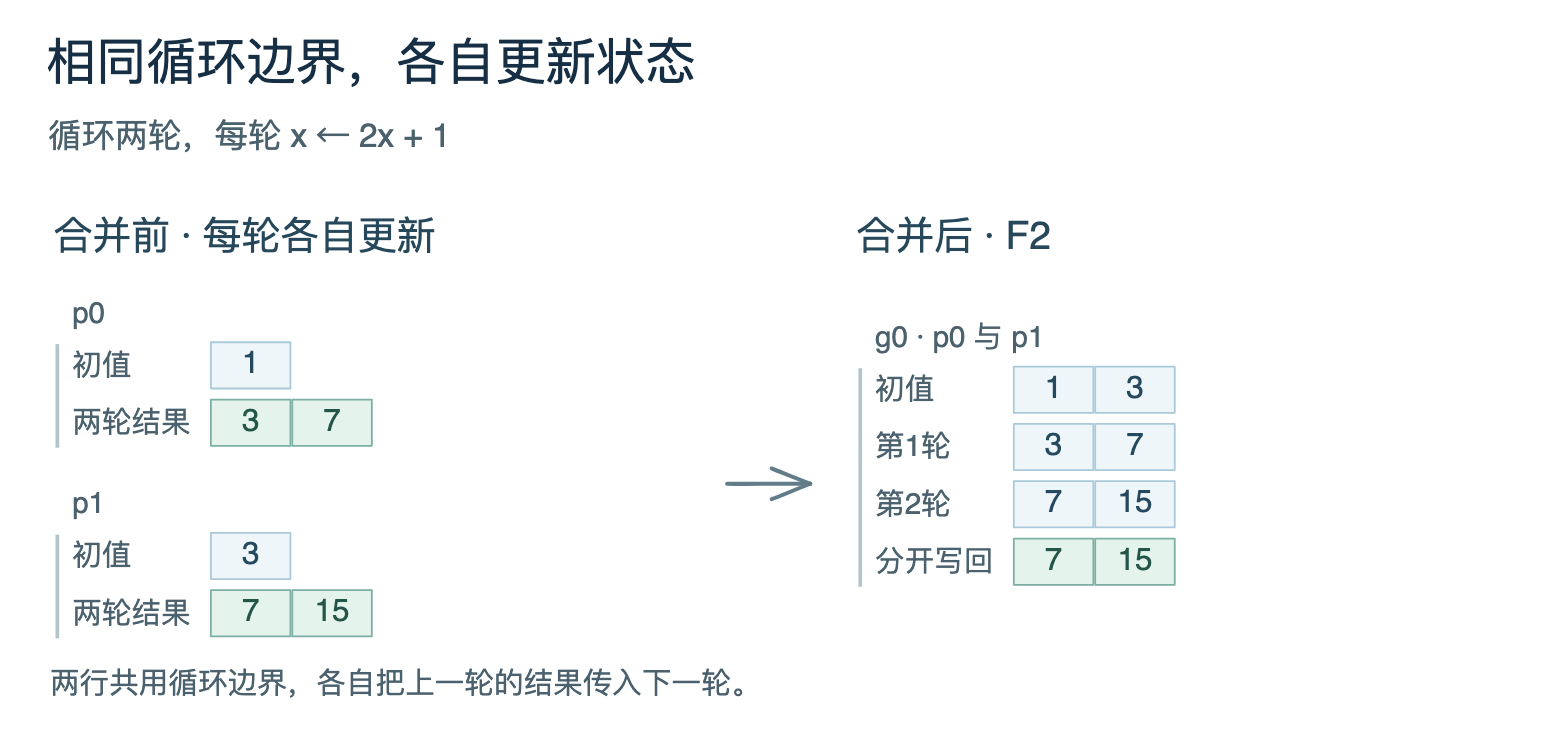 相同循环边界，各自更新状态
循环两轮，每轮 x ← 2x + 1
合并前 · 每轮各自更新
p0
初值 1
两轮结果 3 7
p1
初值 3
两轮结果 7 15
合并后 · F2
g0 · p0 与 p1
初值 1 3
第1轮 3 7
第2轮 7 15
分开写回 7 15
两行共用循环边界，各自把上一轮的结果传入下一轮。